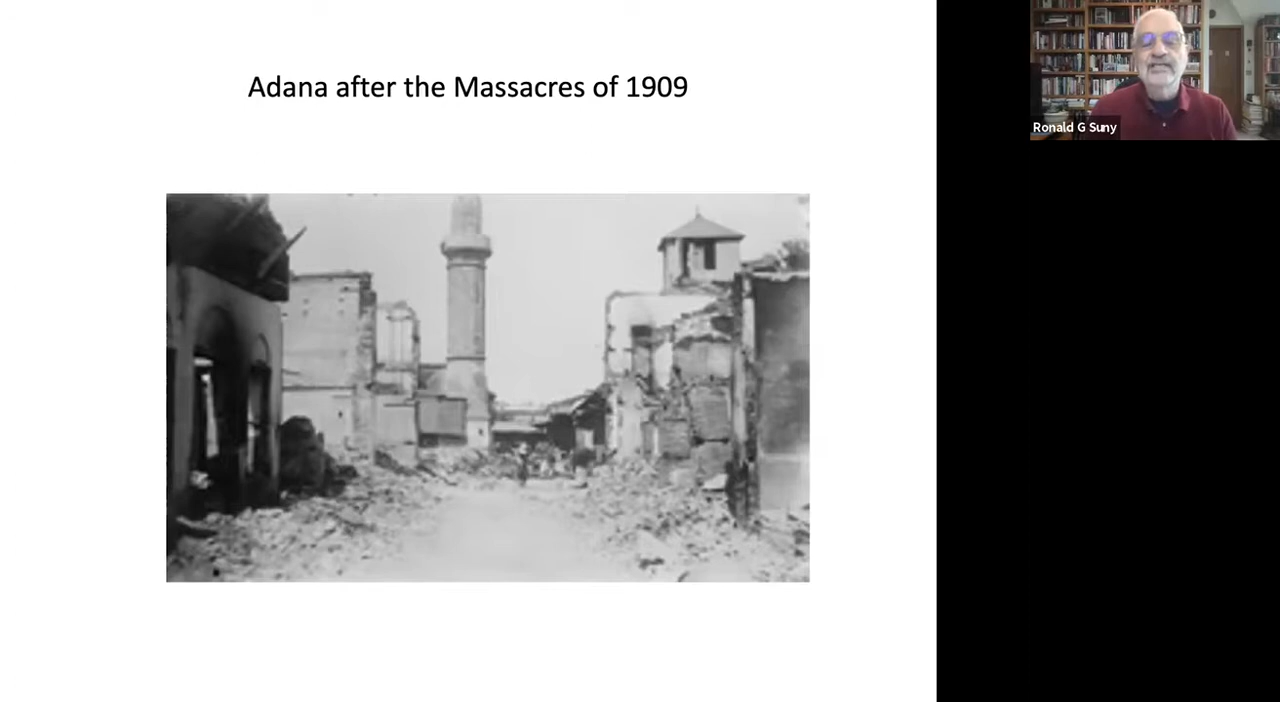 Adana after the Massacres of 1909
Ronald G Suny